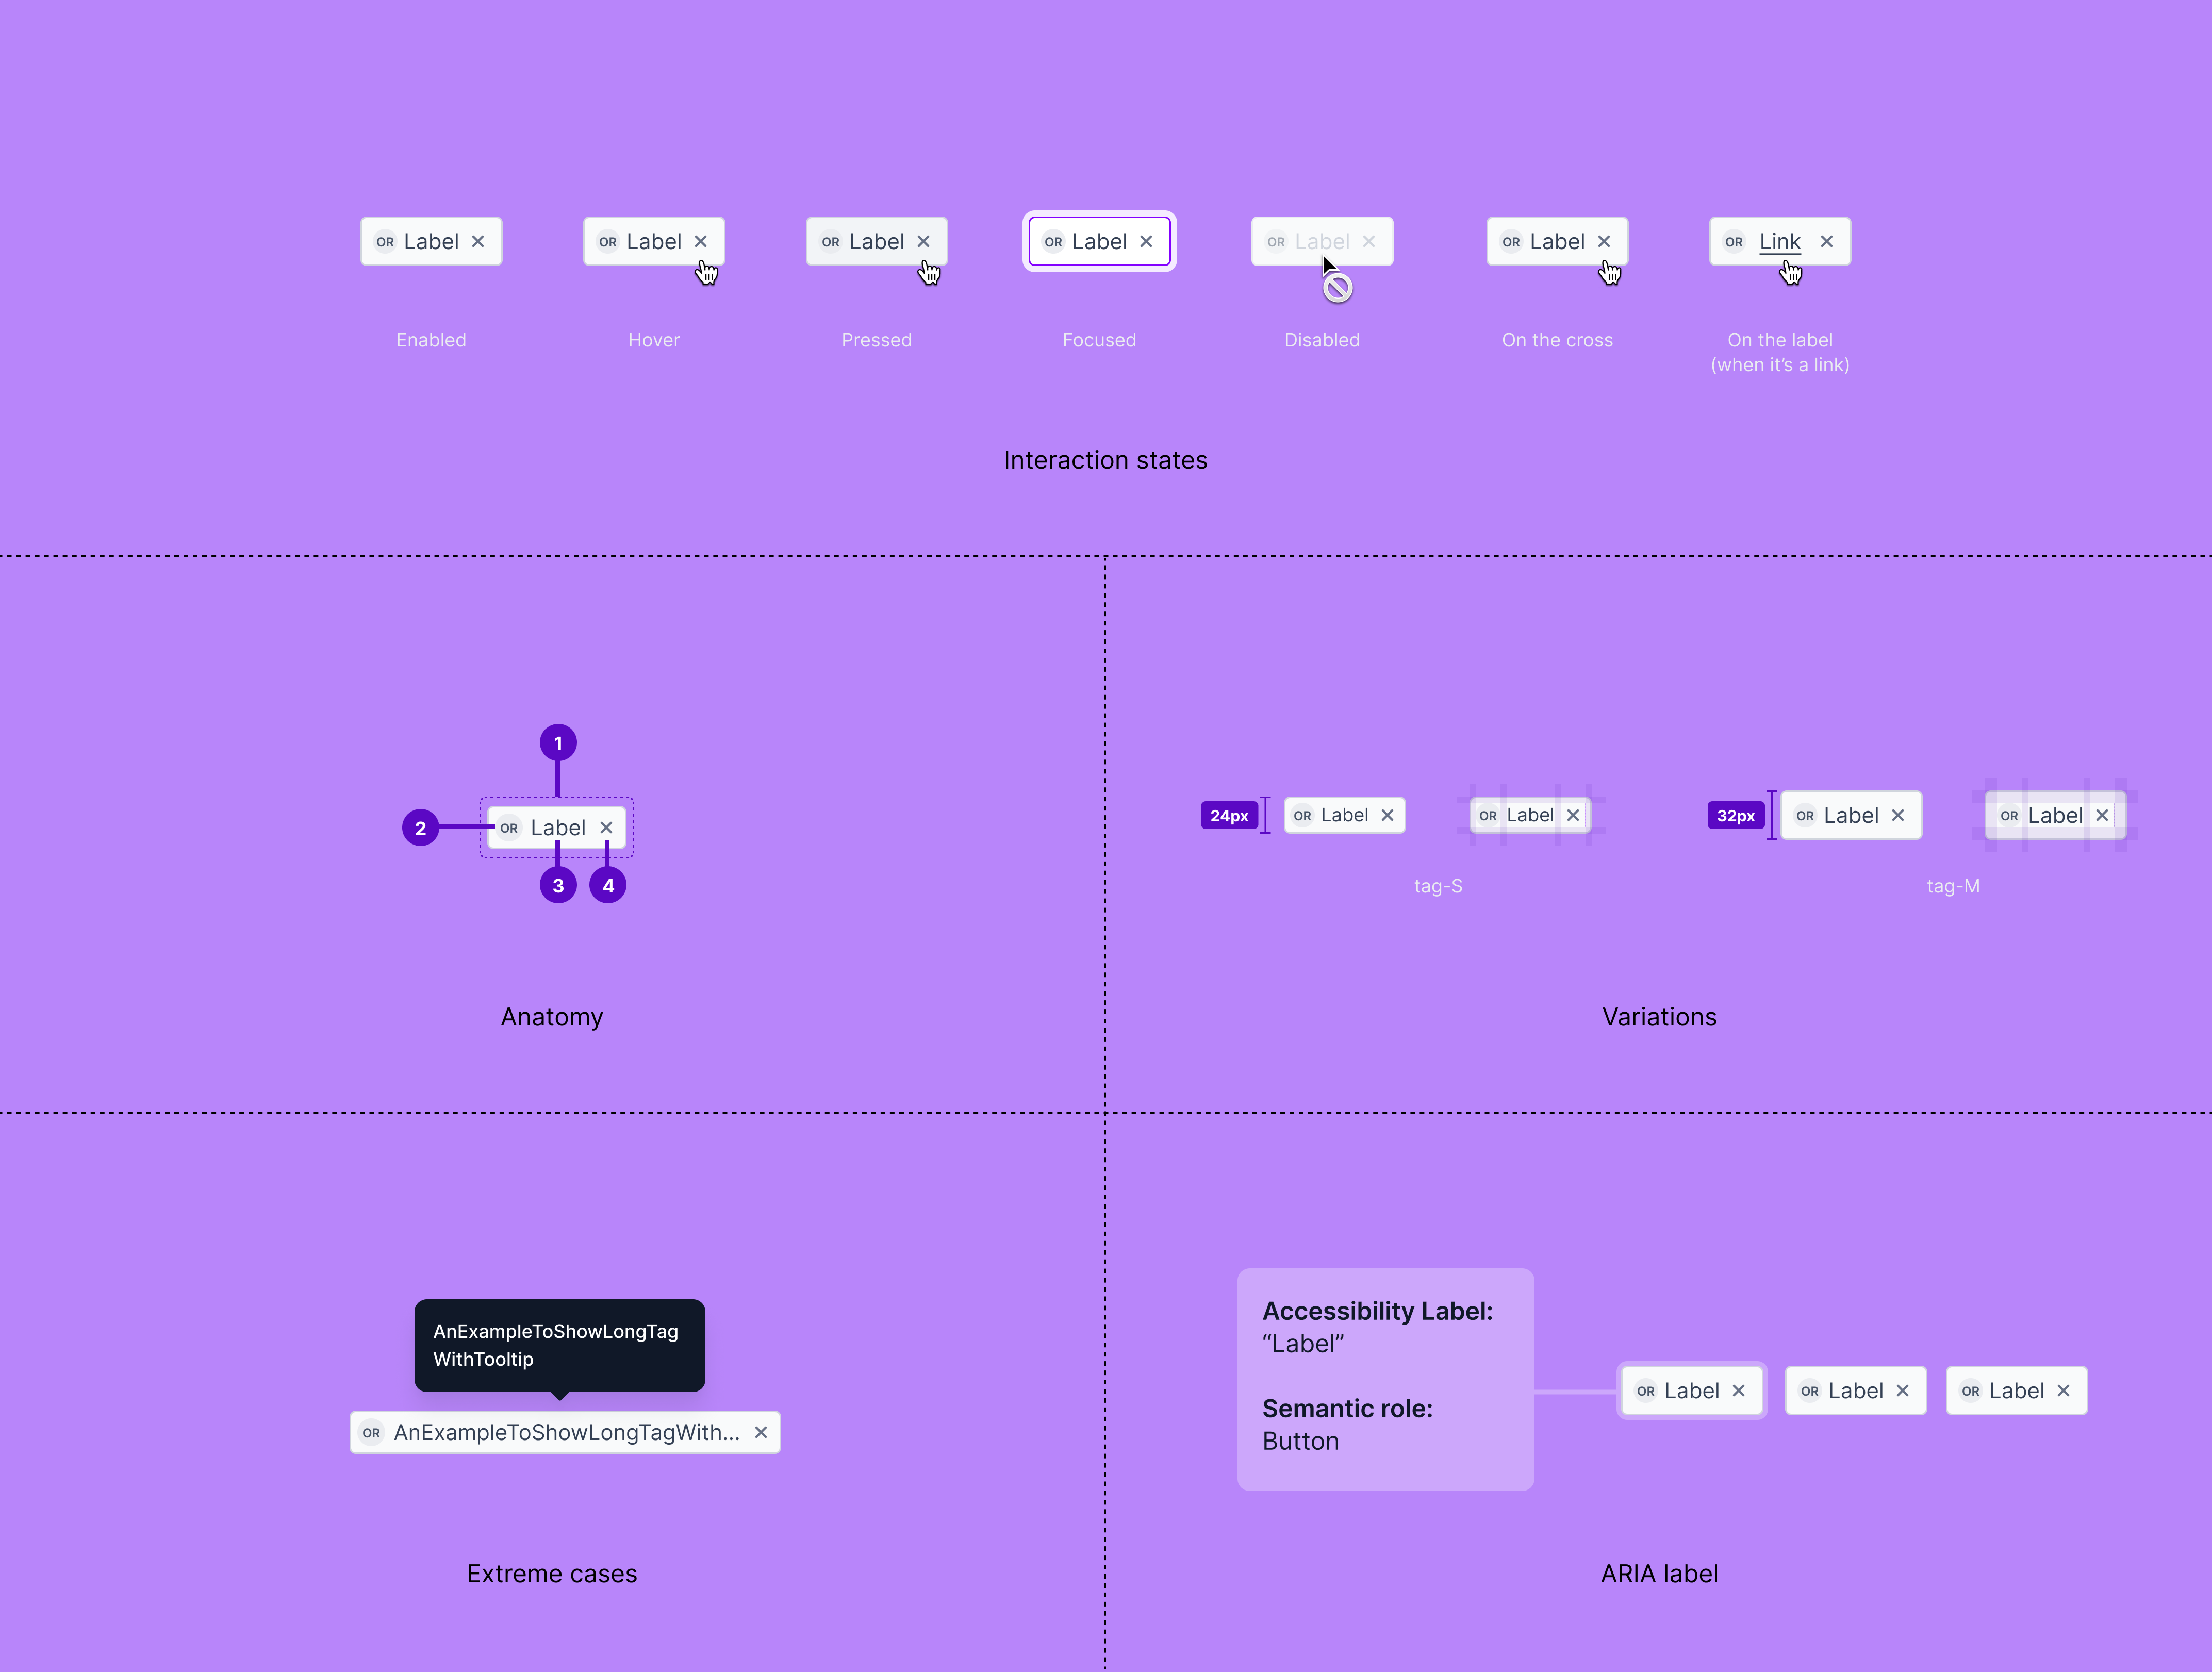 OR Label
OR Label
OR Label
OR Label
OR Label
OR Label
OR Link
Enabled
Hover
Pressed
Focused
Disabled
On the cross
On the label
(when it’s a link)
Interaction states
1
2
OR Label
3
4
Anatomy
24px
OR Label
OR Label
tag-S
32px
OR Label
OR Label
tag-M
Variations
AnExampleToShowLongTag
WithTooltip
OR AnExampleToShowLongTagWith...
Extreme cases
Accessibility Label:
“Label”
Semantic role:
Button
OR Label
OR Label
OR Label
ARIA label